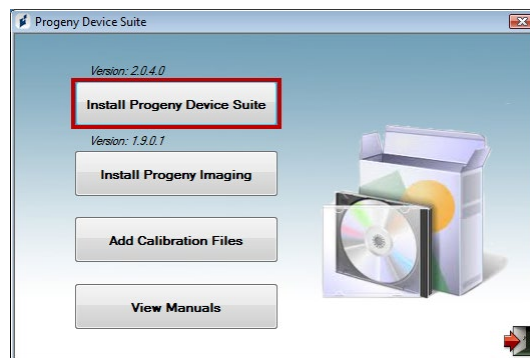 Progeny Device Suite
Version: 2.0.4.0
Install Progeny Device Suite
Version: 1.9.0.1
Install Progeny Imaging
Add Calibration Files
View Manuals